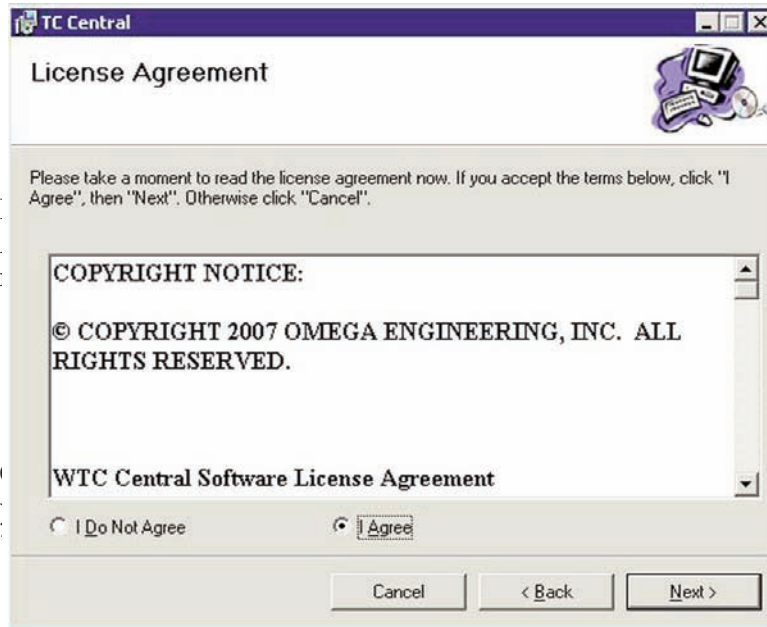 TC Central
License Agreement
Please take a moment to read the license agreement now. If you accept the terms below, click "I
Agree", then "Next". Otherwise click "Cancel".
COPYRIGHT NOTICE:
© COPYRIGHT 2007 OMEGA ENGINEERING, INC. ALL
RIGHTS RESERVED.
WTC Central Software License Agreement
I Do Not Agree
I Agree
Cancel
< Back
Next >